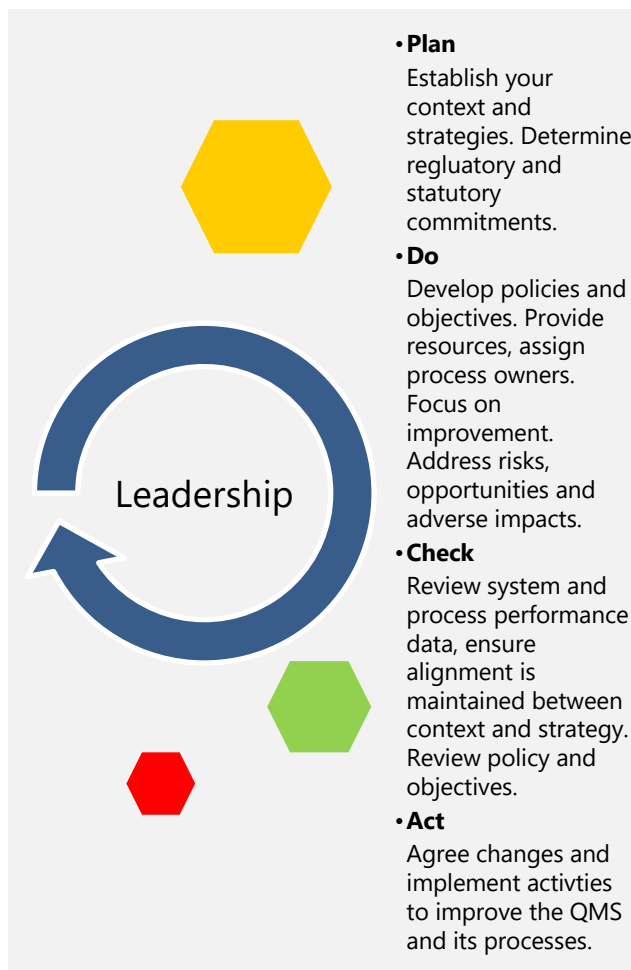 Leadership
•Plan
Establish your
context and
strategies. Determine
regluatory and
statutory
commitments.
•Do
Develop policies and
objectives. Provide
resources, assign
process owners.
Focus on
improvement.
Address risks,
opportunities and
adverse impacts.
•Check
Review system and
process performance
data, ensure
alignment is
maintained between
context and strategy.
Review policy and
objectives.
•Act
Agree changes and
implement activties
to improve the QMS
and its processes.